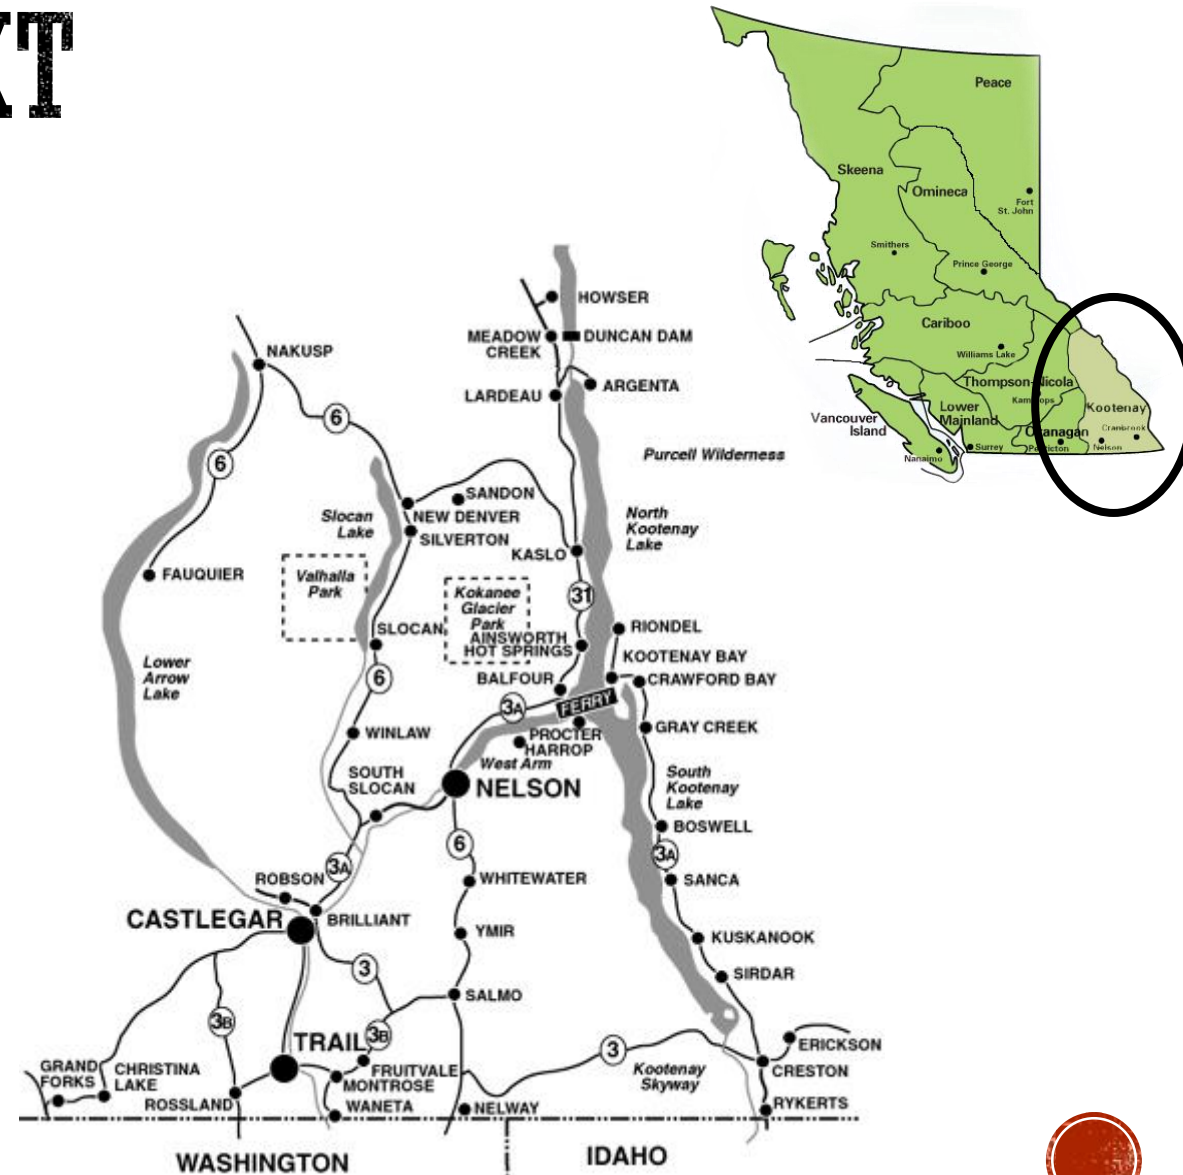 XT
Peace
Skeena
Omineca
Fort
St. John
Smithers
Prince George
Cariboo
Williams Lake
Thompson-Nicola
Kamloops
Kootenay
Lower
Mainland
Cranbrook
Vancouver
Island
Okanagan
Surrey
Penticton
Nelson
Nanaimo
HOWSER
MEADOW
CREEK
DUNCAN DAM
NAKUSP
ARGENTA
LARDEAU
6
6
Purcell Wilderness
SANDON
Slocan
Lake
NEW DENVER
SILVERTON
North
Kootenay
Lake
KASLO
FAUQUIER
Valhalla
Park
Kokanee
Glacier
Park
31
SLOCAN
AINSWORTH
HOT SPRINGS
RIONDEL
KOOTENAY BAY
Lower
Arrow
Lake
6
BALFOUR
CRAWFORD BAY
3A
FERRY
GRAY CREEK
WINLAW
PROCTER
HARROP
West Arm
SOUTH
SLOCAN
NELSON
South
Kootenay
Lake
BOSWELL
6
3A
3A
ROBSON
WHITEWATER
SANCA
CASTLEGAR
BRILLIANT
YMIR
KUSKANOOK
3
SIRDAR
SALMO
3B
TRAIL
3B
3
ERICKSON
GRAND
FORKS
CHRISTINA
LAKE
FRUITVALE
MONTROSE
Kootenay
Skyway
CRESTON
ROSSLAND
WANETA
NELWAY
RYKERTS
WASHINGTON
IDAHO